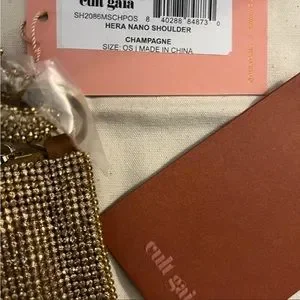 cult gaia
SH2086MSCHPOS 8 40288 84873 0
HERA NANO SHOULDER
CHAMPAGNE
SIZE: OS | MADE IN CHINA
cult gaia